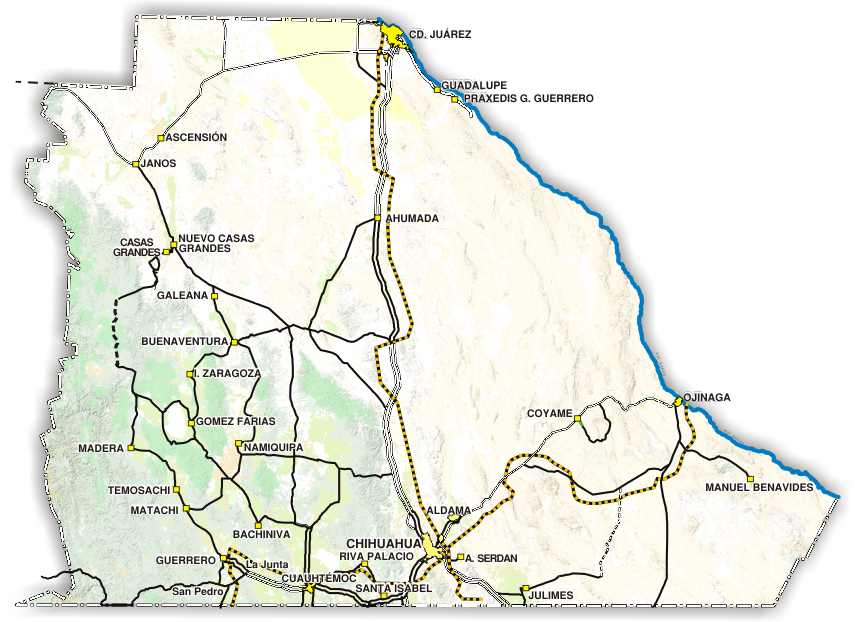 CD. JUÁREZ
GUADALUPE
PRAXEDIS G. GUERRERO
ASCENSIÓN
JANOS
AHUMADA
CASAS
GRANDES
NUEVO CASAS
GRANDES
GALEANA
BUENAVENTURA
I. ZARAGOZA
OJINAGA
COYAME
GOMEZ FARIAS
MADERA
NAMIQUIPA
TEMOSACHI
MANUEL BENAVIDES
MATACHI
ALDAMA
BACHINIVA
CHIHUAHUA
RIVA PALACIO
A. SERDAN
GUERRERO
La Junta
CUAUHTÉMOC
San Pedro
SANTA ISABEL
JULIMES